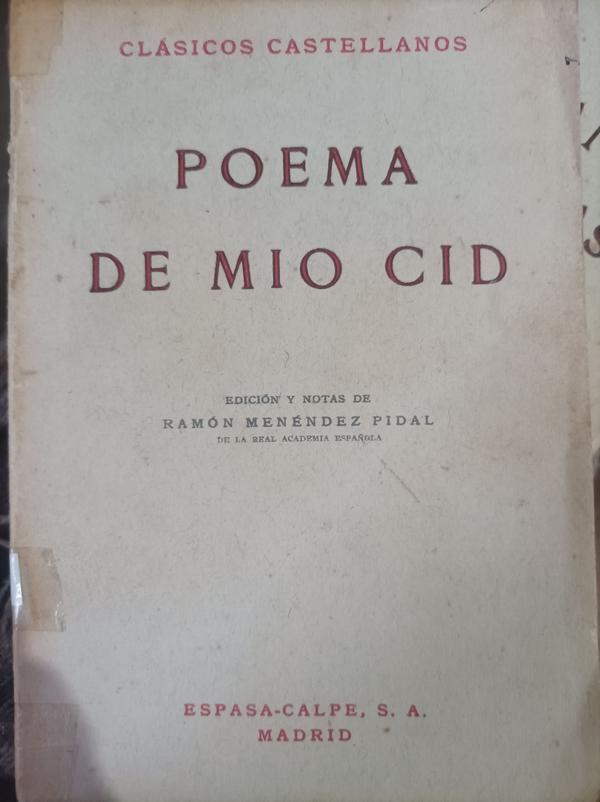 CLÁSICOS CASTELLANOS
POEMA
DE MIO CID
EDICIÓN Y NOTAS DE
RAMÓN MENÉNDEZ PIDAL
DE LA REAL ACADEMIA ESPAÑOLA
ESPASA-CALPE, S. A.
MADRID